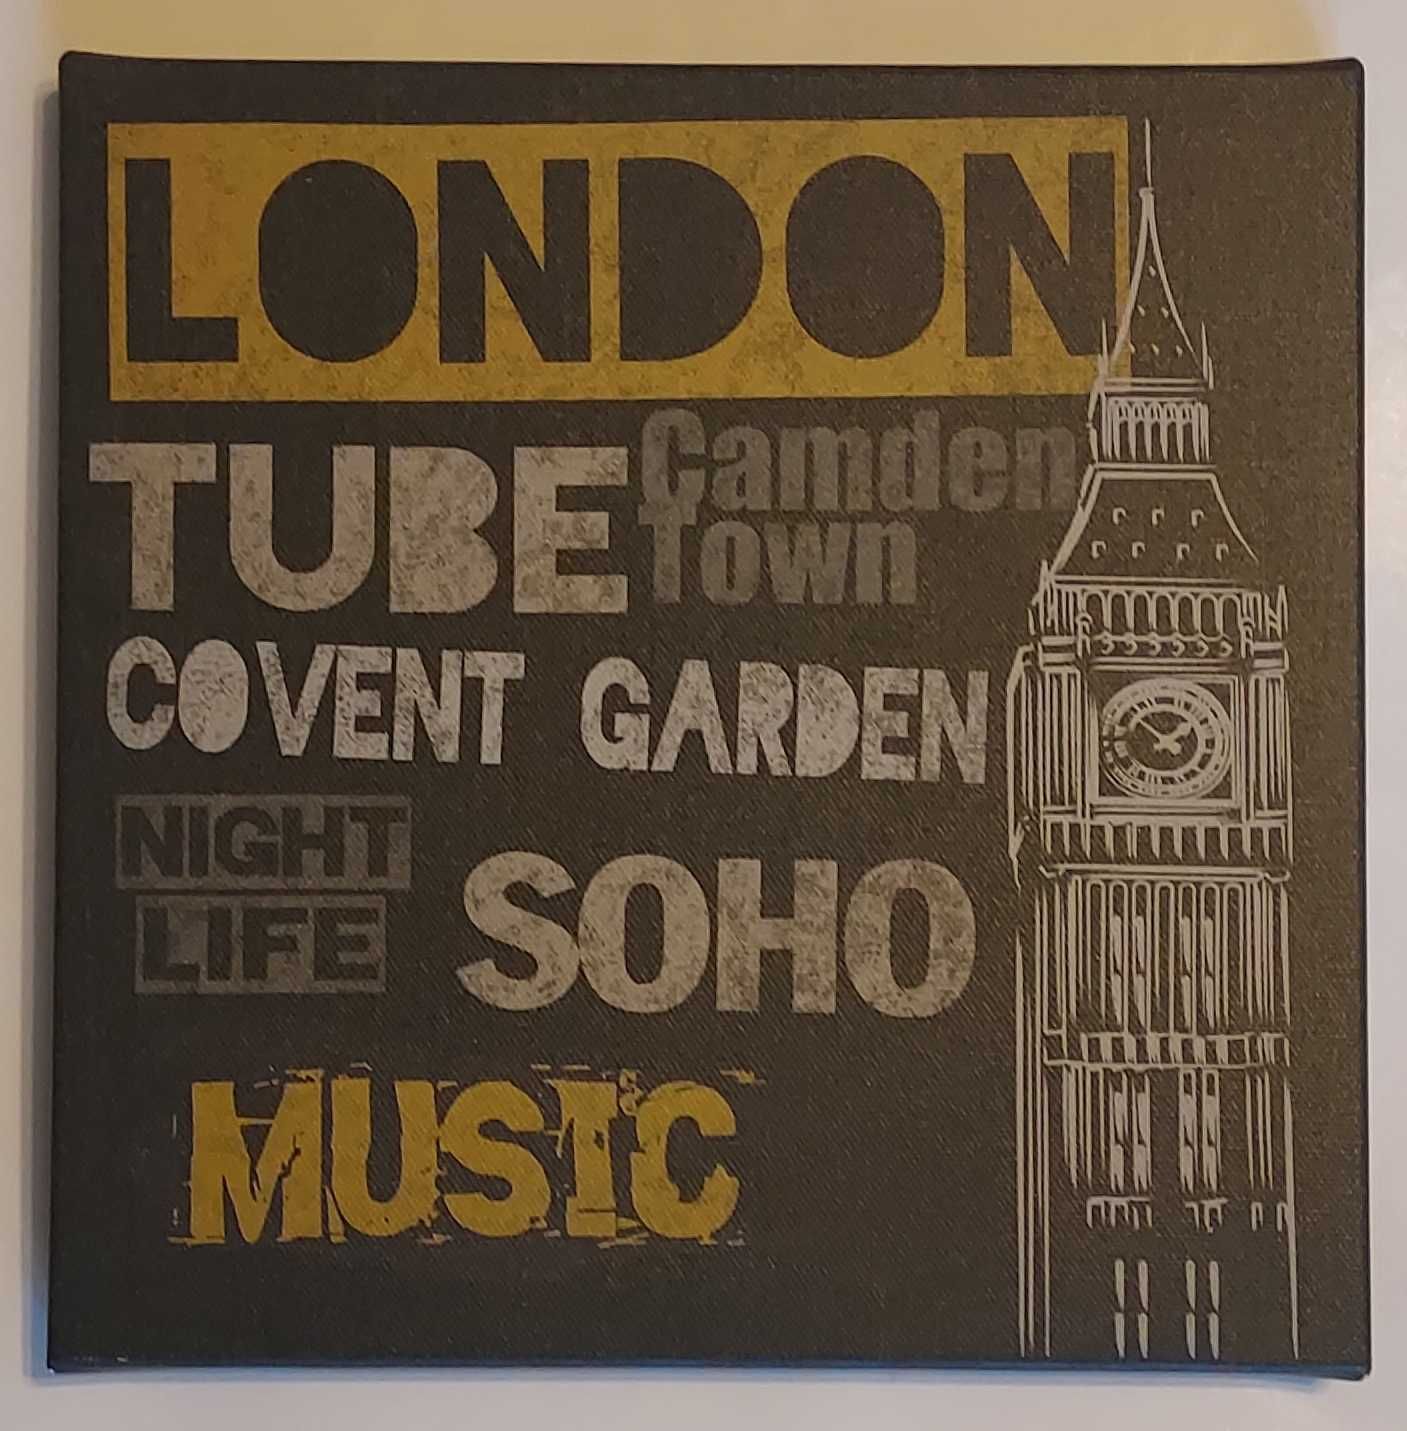 LONDON
TUBE
Camden
Town
COVENT GARDEN
NIGHT
LIFE
SOHO
MUSIC